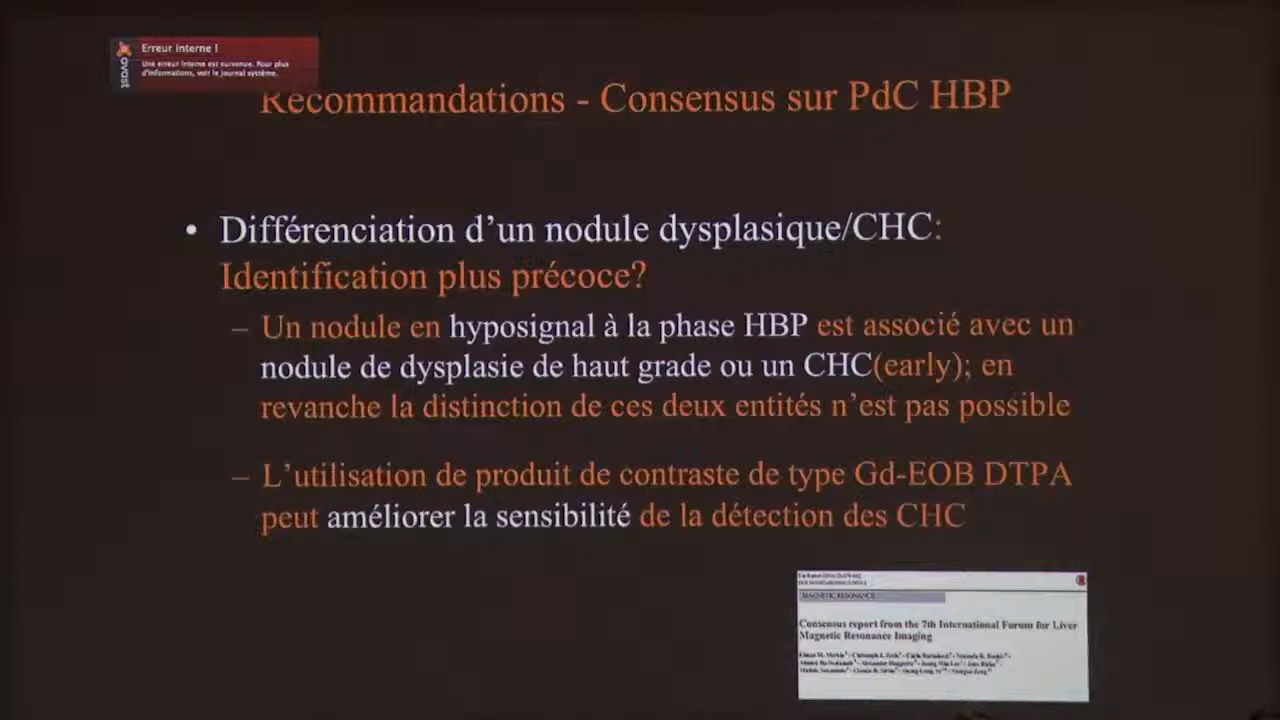 avast
Erreur interne !
Une erreur interne est survenue. Pour plus
d'informations, voir le journal système.
Recommandations - Consensus sur PdC HBP
• Différenciation d'un nodule dysplasique/CHC:
Identification plus précoce?
– Un nodule en hyposignal à la phase HBP est associé avec un
nodule de dysplasie de haut grade ou un CHC(early); en
revanche la distinction de ces deux entités n'est pas possible
– L'utilisation de produit de contraste de type Gd-EOB DTPA
peut améliorer la sensibilité de la détection des CHC
MAGNETIC RESONANCE
Consensus report from the 7th International Forum for Liver
Magnetic Resonance Imaging